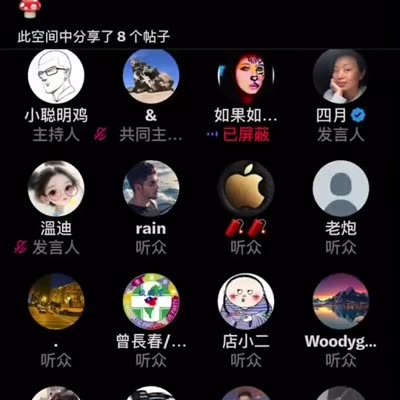 此空间中分享了 8 个帖子
小聪明鸡
主持人
&
共同主...
如果如...
已屏蔽
四月
发言人
溫迪
发言人
rain
听众
听众
老炮
听众
.
听众
曾長春/...
听众
店小二
听众
Woodyg...
听众